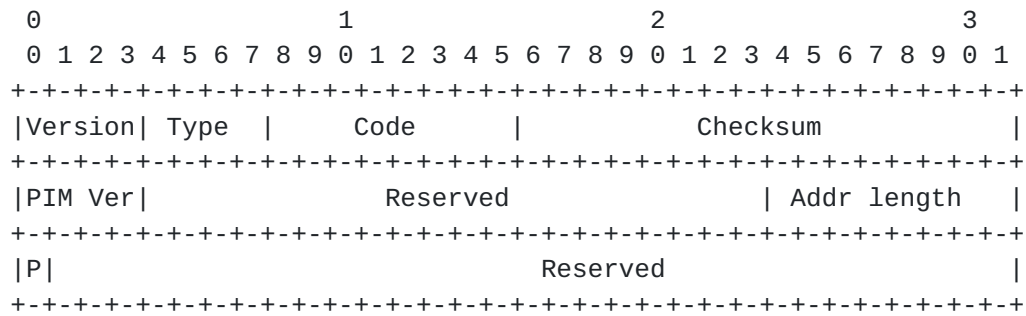 0                   1                   2                   3
 0 1 2 3 4 5 6 7 8 9 0 1 2 3 4 5 6 7 8 9 0 1 2 3 4 5 6 7 8 9 0 1
+-+-+-+-+-+-+-+-+-+-+-+-+-+-+-+-+-+-+-+-+-+-+-+-+-+-+-+-+-+-+-+-+
|Version| Type  |     Code      |           Checksum            |
+-+-+-+-+-+-+-+-+-+-+-+-+-+-+-+-+-+-+-+-+-+-+-+-+-+-+-+-+-+-+-+-+
|PIM Ver|               Reserved                | Addr length   |
+-+-+-+-+-+-+-+-+-+-+-+-+-+-+-+-+-+-+-+-+-+-+-+-+-+-+-+-+-+-+-+-+
|P|                               Reserved                      |
+-+-+-+-+-+-+-+-+-+-+-+-+-+-+-+-+-+-+-+-+-+-+-+-+-+-+-+-+-+-+-+-+